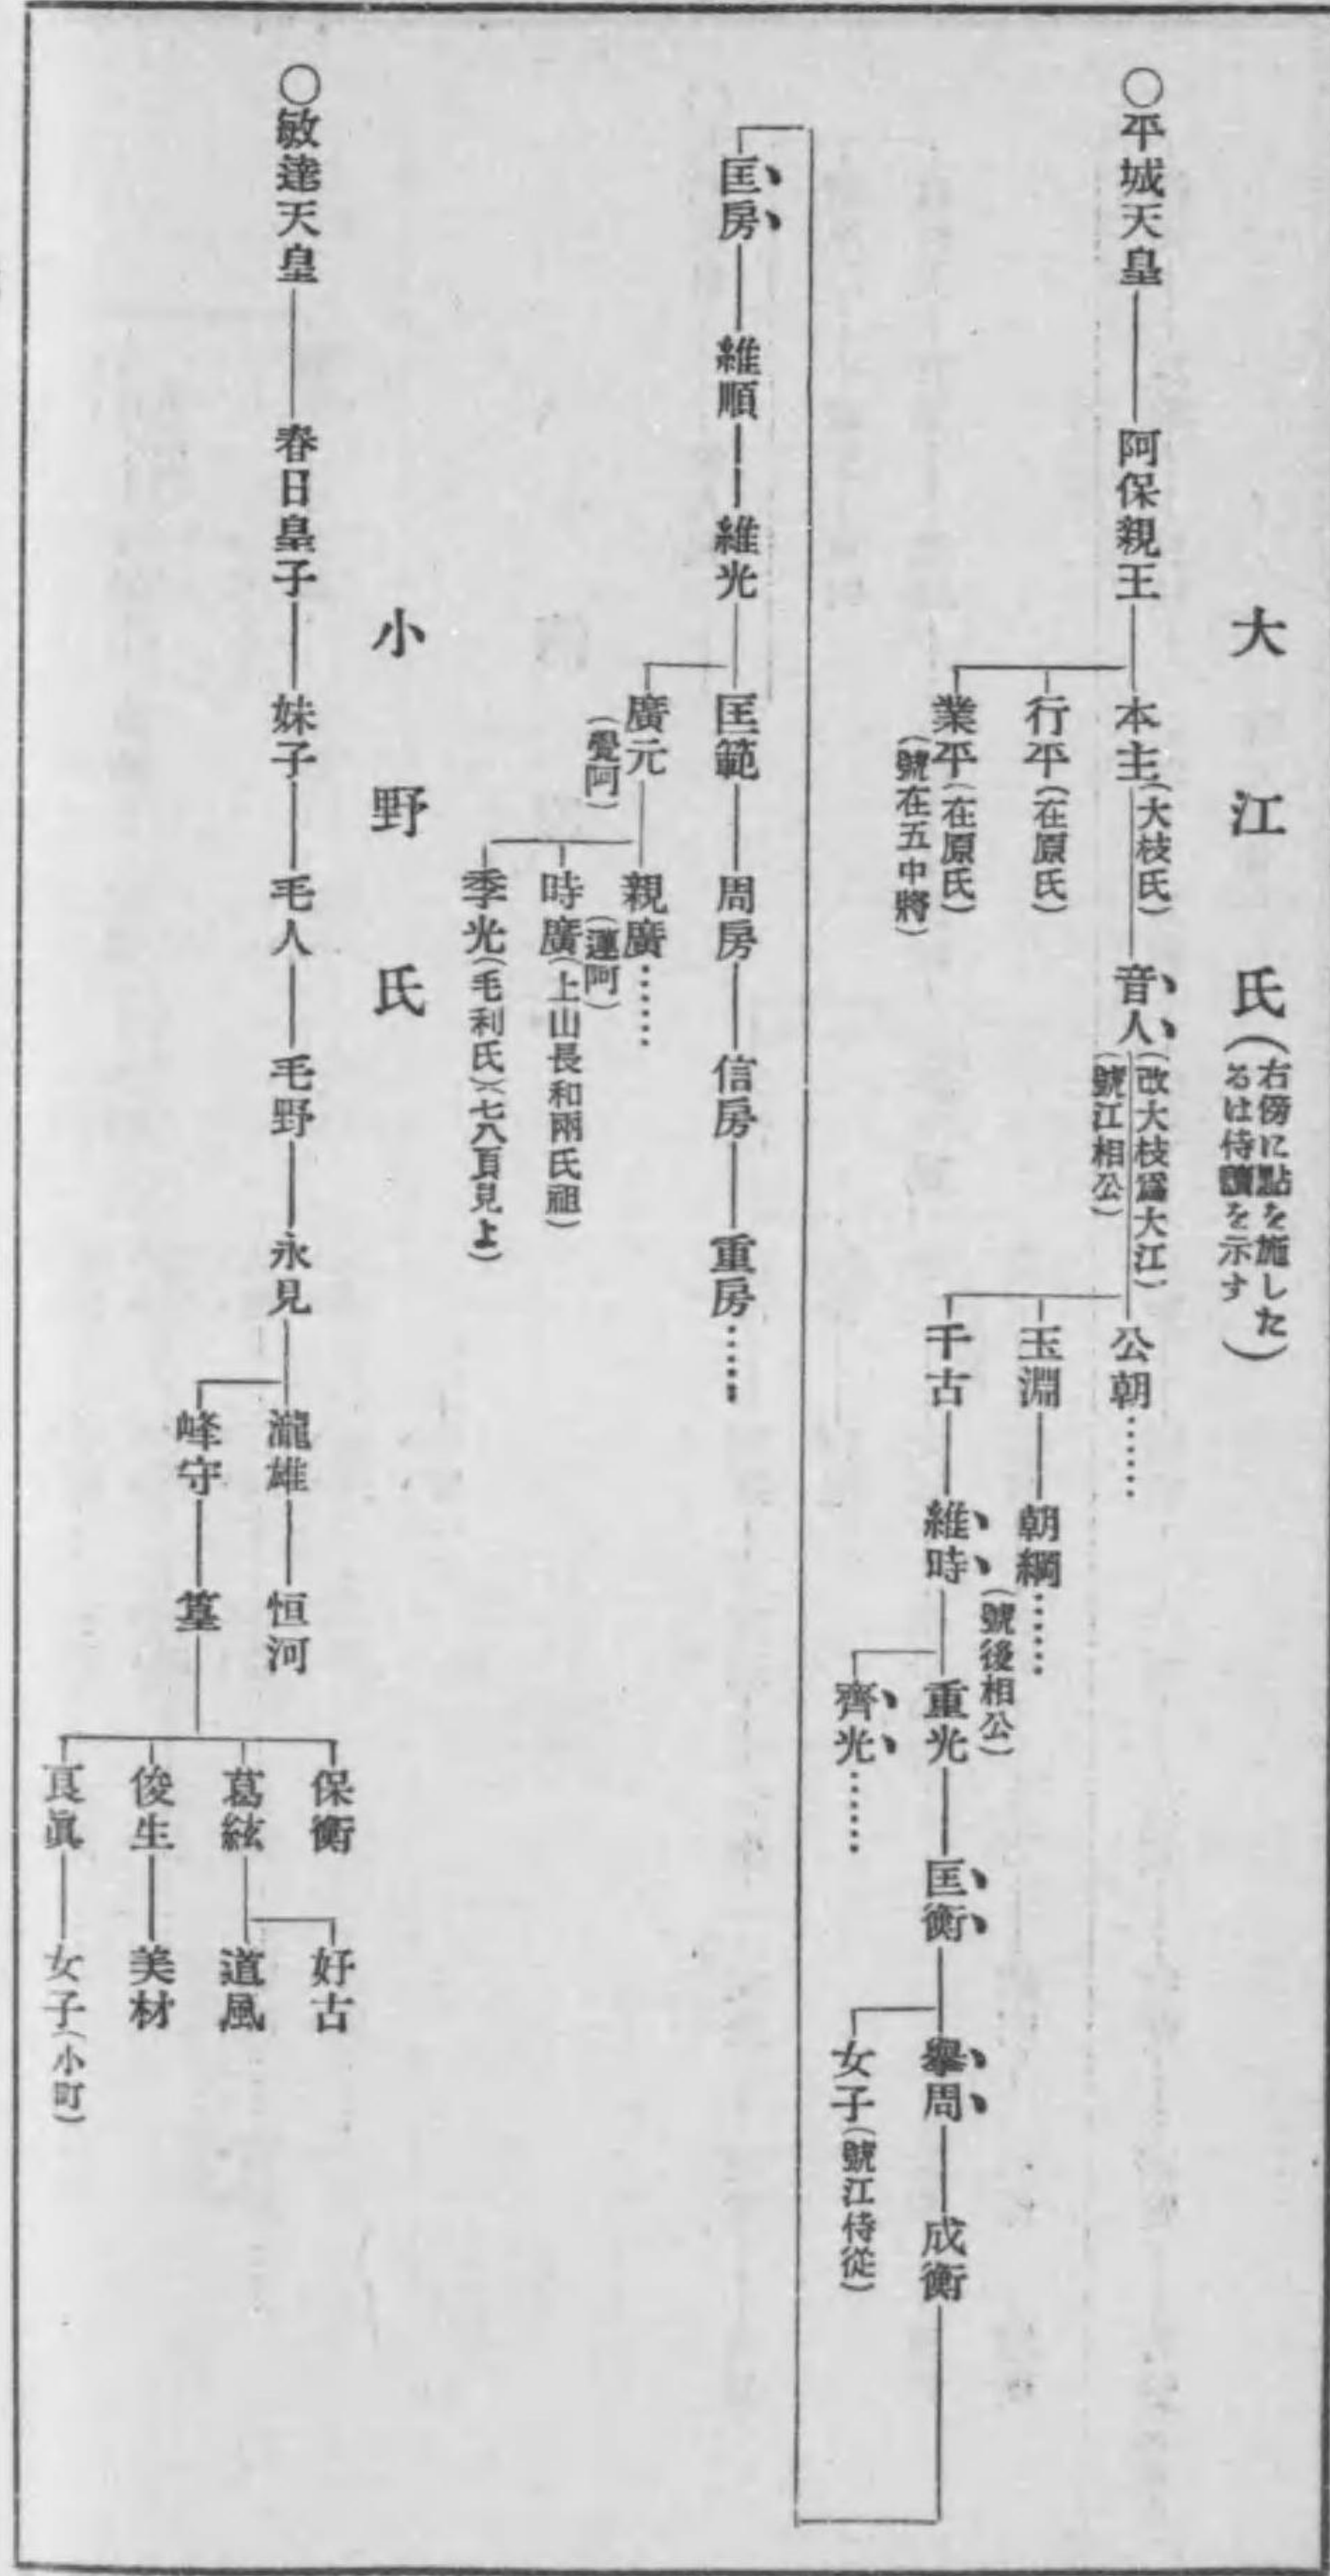 大江氏(右傍に點を施した
るは侍讀を示す)
○平城天皇―阿保親王―本主(大枝氏)―音人(改大枝爲大江)―公朝……
(號江相公)
行平(在原氏)
玉淵―朝綱……
(號後相公)
業平(在原氏)
(號在五中將)
千古―維時―重光―匡衡―擧周―成衡
齊光……
女子(號江侍從)
匡房―維順―維光―匡範―周房―信房―重房……
廣元―親廣……
(覺阿)
(蓮阿)
時廣(上山長和兩氏祖)
季光(毛利氏)(七八頁見よ)
小野氏
○敏達天皇―春日皇子―妹子―毛人―毛野―永見―瀧雄―恒河
峰守―篁
保衡
好古
葛絃―道風
俊生―美材
良眞―女子(小町)